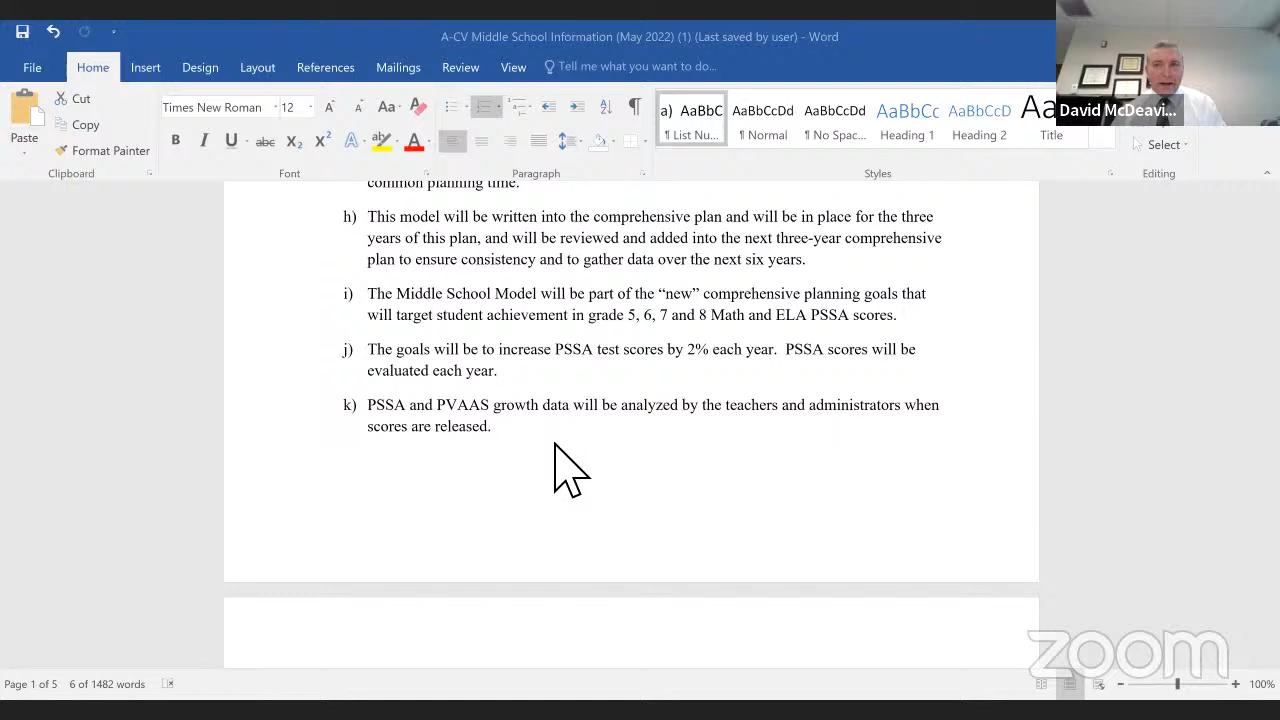 A-CV Middle School Information (May 2022) (1) (Last saved by user) - Word
File Home Insert Design Layout References Mailings Review View Tell me what you want to do...
David McDeavi...
Paste
Cut
Copy
Format Painter
Clipboard
Times New Roman 12
Font
Paragraph
a) AaBbC AaBbCcDd AaBbCcDd AaBbCc AaBbCcD
¶ List Nu... ¶ Normal ¶ No Spac... Heading 1 Heading 2 Title
Styles
Select
Editing
common planning time.
h) This model will be written into the comprehensive plan and will be in place for the three
years of this plan, and will be reviewed and added into the next three-year comprehensive
plan to ensure consistency and to gather data over the next six years.
i) The Middle School Model will be part of the “new” comprehensive planning goals that
will target student achievement in grade 5, 6, 7 and 8 Math and ELA PSSA scores.
j) The goals will be to increase PSSA test scores by 2% each year. PSSA scores will be
evaluated each year.
k) PSSA and PVAAS growth data will be analyzed by the teachers and administrators when
scores are released.
zoom
Page 1 of 5 6 of 1482 words 100%